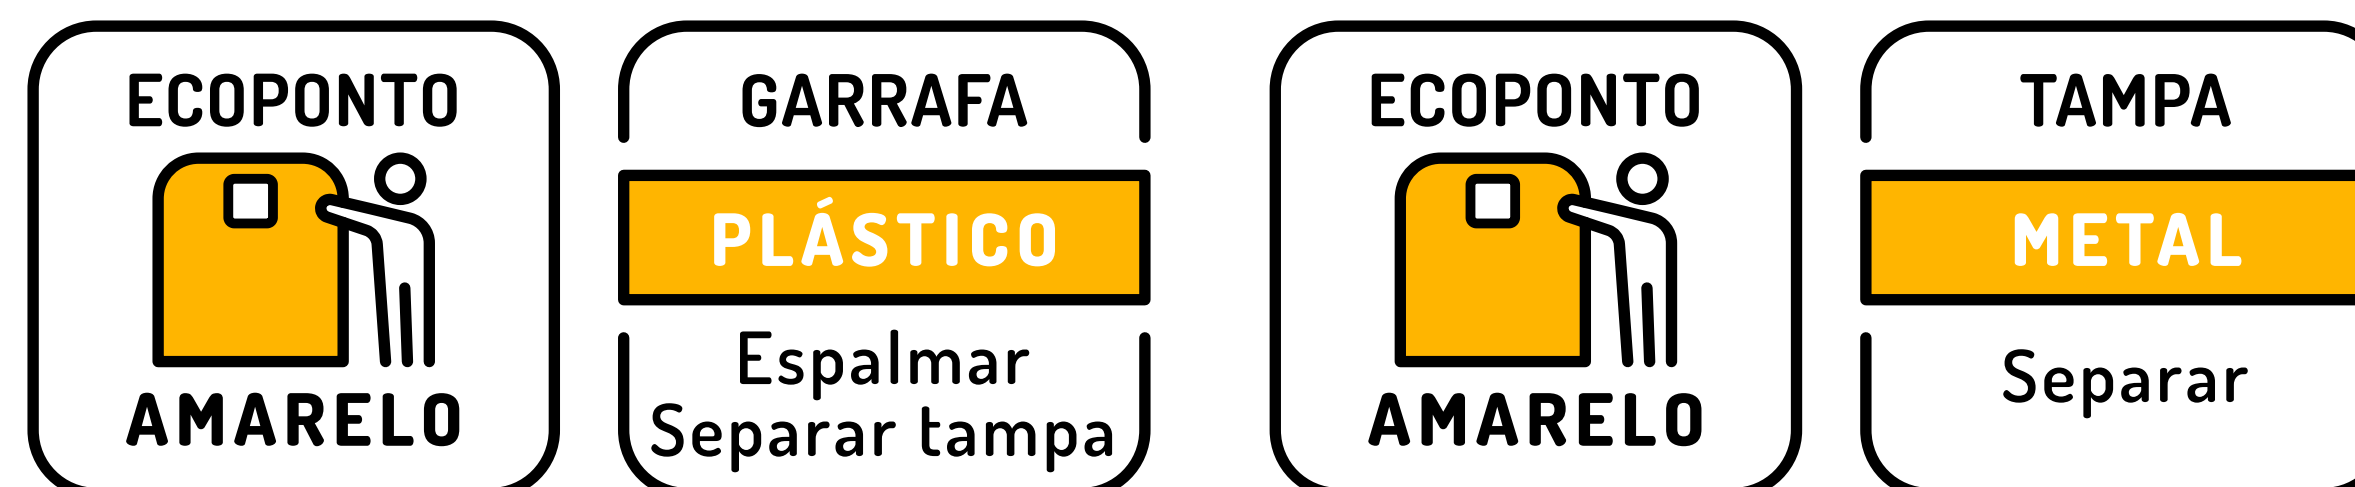 ECOPONTO
AMARELO
GARRAFA
PLÁSTICO
Espalmar
Separar tampa
ECOPONTO
AMARELO
TAMPA
METAL
Separar